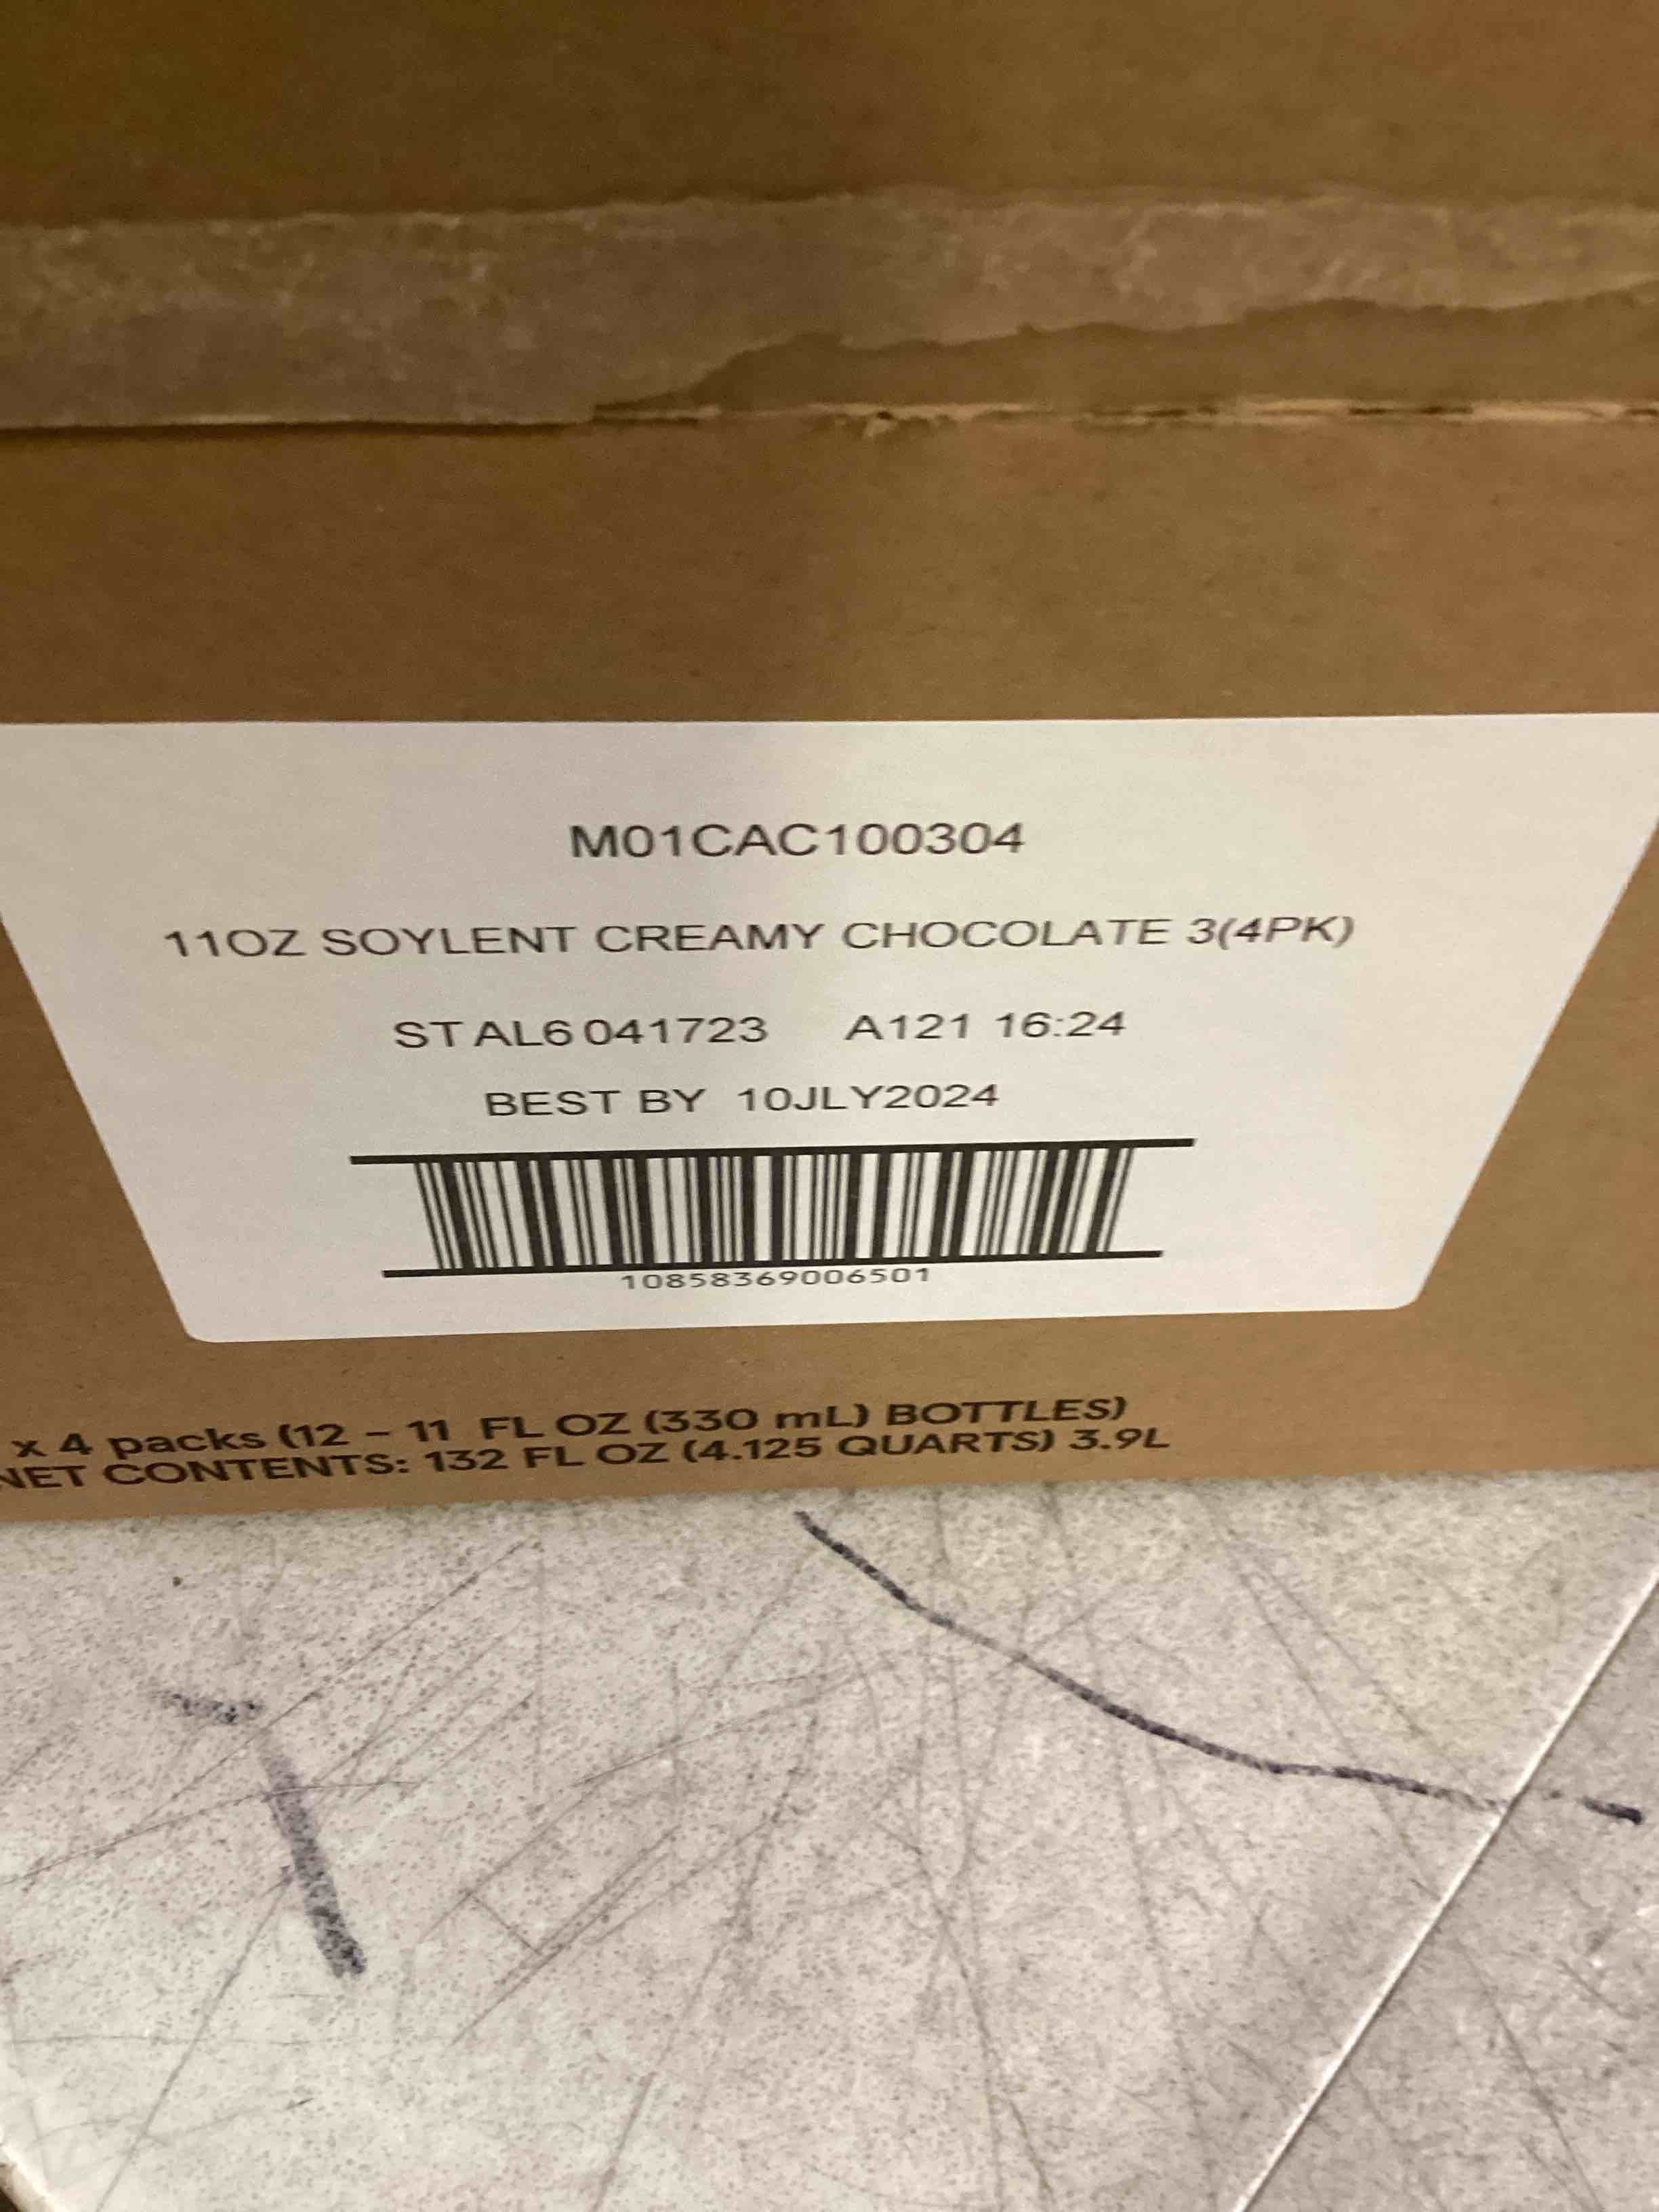 M01CAC100304
11OZ SOYLENT CREAMY CHOCOLATE 3(4PK)
ST AL6 041723 A121 16:24
BEST BY 10JLY2024
10858369006501
x 4 packs (12 – 11 FL OZ (330 mL) BOTTLES)
NET CONTENTS: 132 FL OZ (4.125 QUARTS) 3.9L